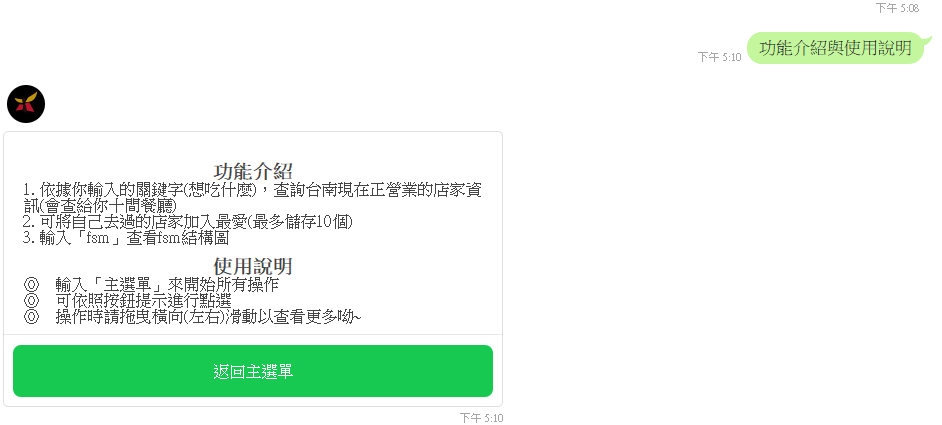 下午 5:08
下午 5:10
功能介紹與使用說明
功能介紹
1. 依據你輸入的關鍵字(想吃什麼)，查詢台南現在正營業的店家資
訊(會查給你十間餐廳)
2. 可將自己去過的店家加入最愛(最多儲存10個)
3. 輸入「fsm」查看fsm結構圖
使用說明
◎ 輸入「主選單」來開始所有操作
◎ 可依照按鈕提示進行點選
◎ 操作時請拖曳橫向(左右)滑動以查看更多呦~
返回主選單
下午 5:10